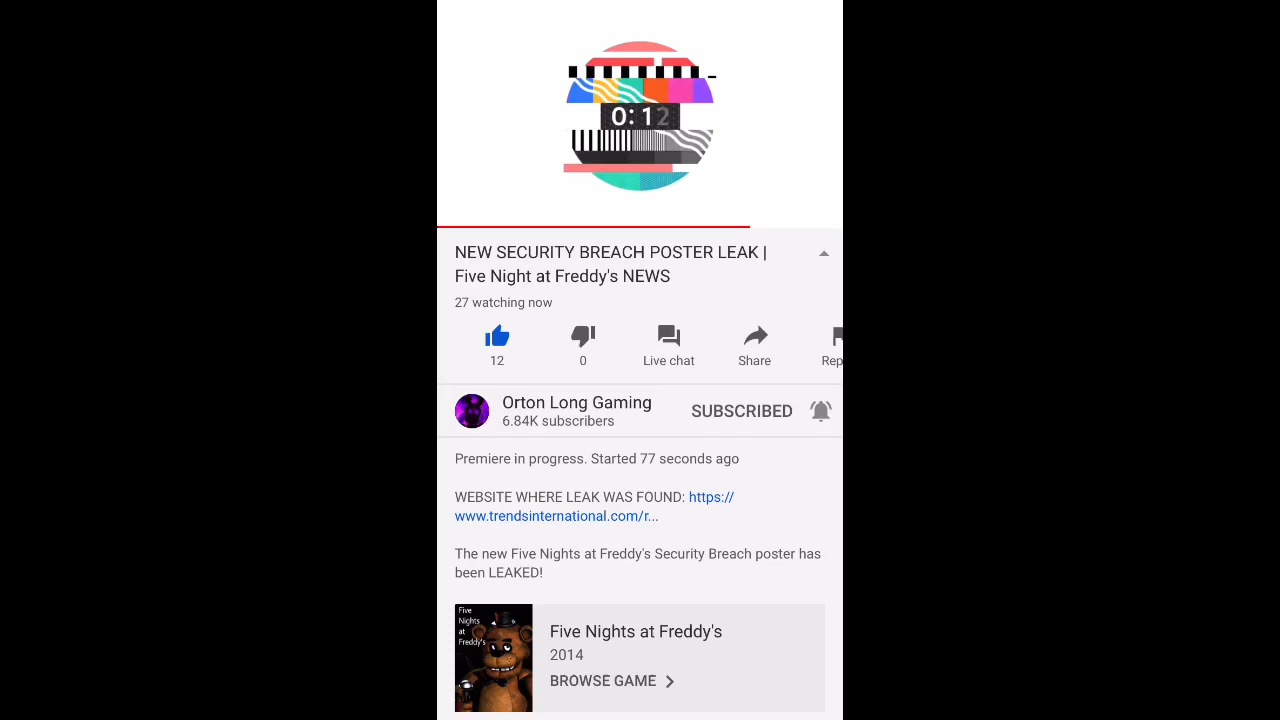 0:12
NEW SECURITY BREACH POSTER LEAK |
Five Night at Freddy's NEWS
27 watching now
12
0
Live chat
Share
Rep
Orton Long Gaming
6.84K subscribers
SUBSCRIBED
Premiere in progress. Started 77 seconds ago
WEBSITE WHERE LEAK WAS FOUND: https://
www.trendsinternational.com/r...
The new Five Nights at Freddy's Security Breach poster has
been LEAKED!
Five
Nights
at
Freddy's
Five Nights at Freddy's
2014
BROWSE GAME